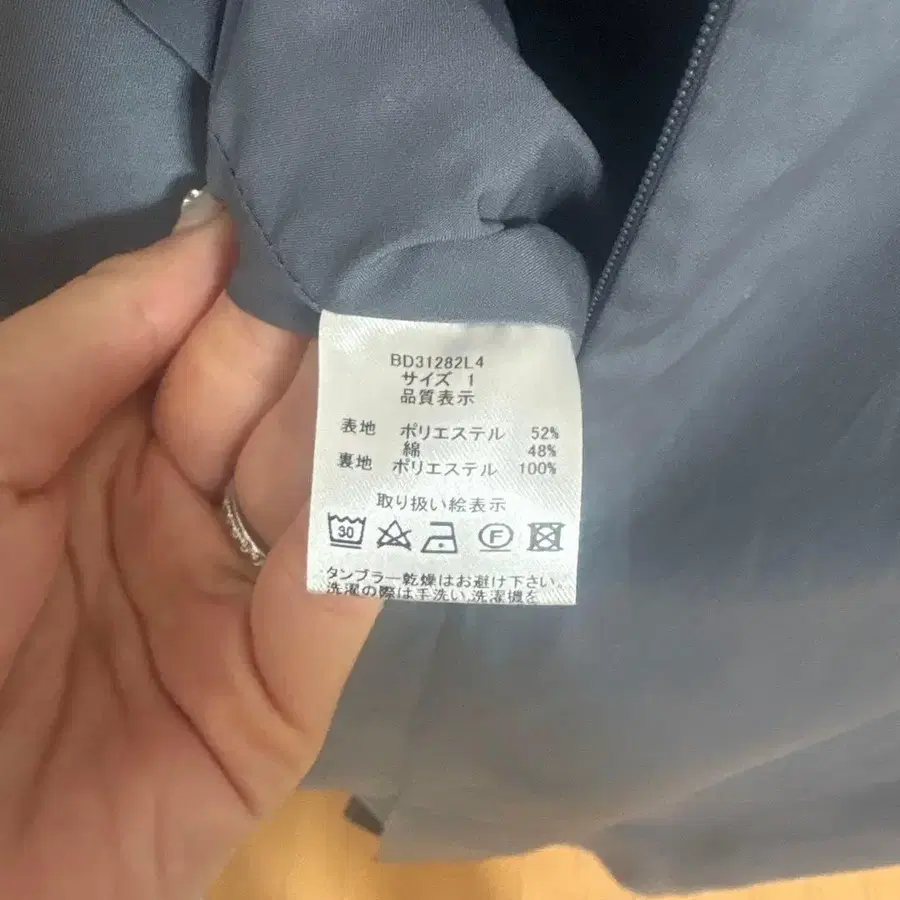 BD31282L4
サイズ 1
品質表示
表地 ポリエステル 52%
綿 48%
裏地 ポリエステル 100%
取り扱い絵表示
30 F
タンブラー乾燥はお避け下さい。
洗濯の際は手洗い,洗濯機を